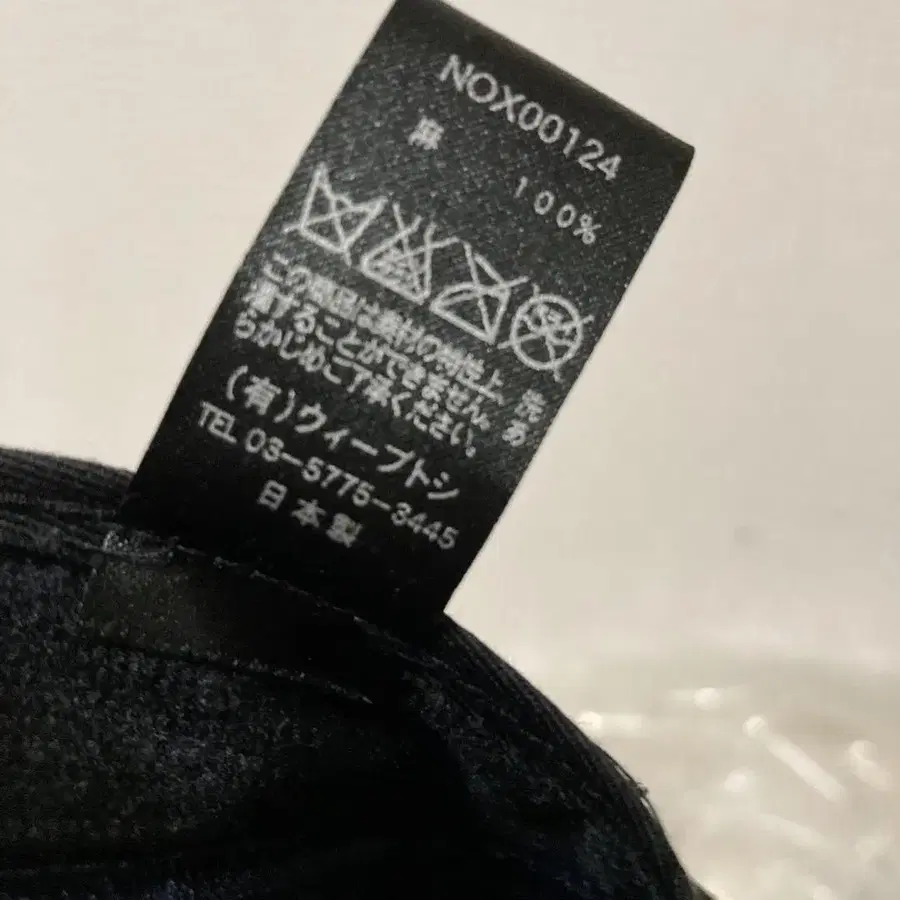 NOX00124
麻 100%
この商品は素材の特性上、洗
濯することができません。あ
らかじめご了承ください。
(有)ウィープトシ
TEL 03-5775-3445
日本製